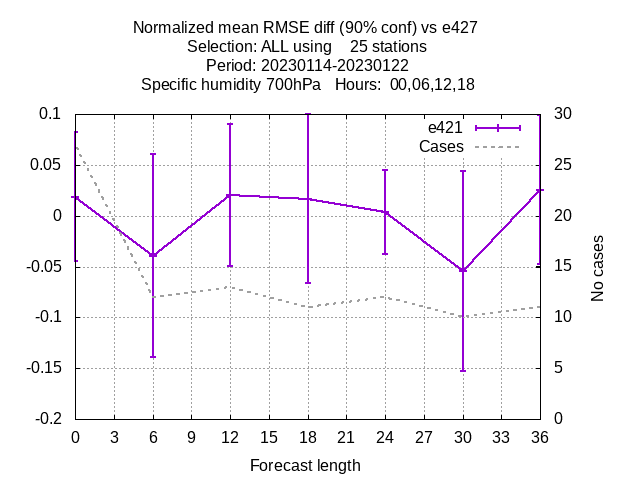 Normalized mean RMSE diff (90% conf) vs e427
Selection: ALL using    25 stations
Period: 20230114-20230122
Specific humidity 700hPa   Hours:  00,06,12,18
0.1
0.05
0
-0.05
-0.1
-0.15
-0.2
e421
Cases
30
25
20
15
10
5
0
No cases
0 3 6 9 12 15 18 21 24 27 30 33 36
Forecast length